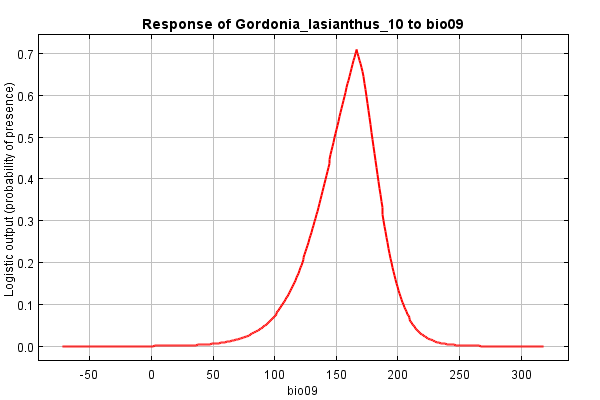 Response of Gordonia_lasianthus_10 to bio09
Logistic output (probability of presence)
0.7
0.6
0.5
0.4
0.3
0.2
0.1
0.0
-50 0 50 100 150 200 250 300
bio09